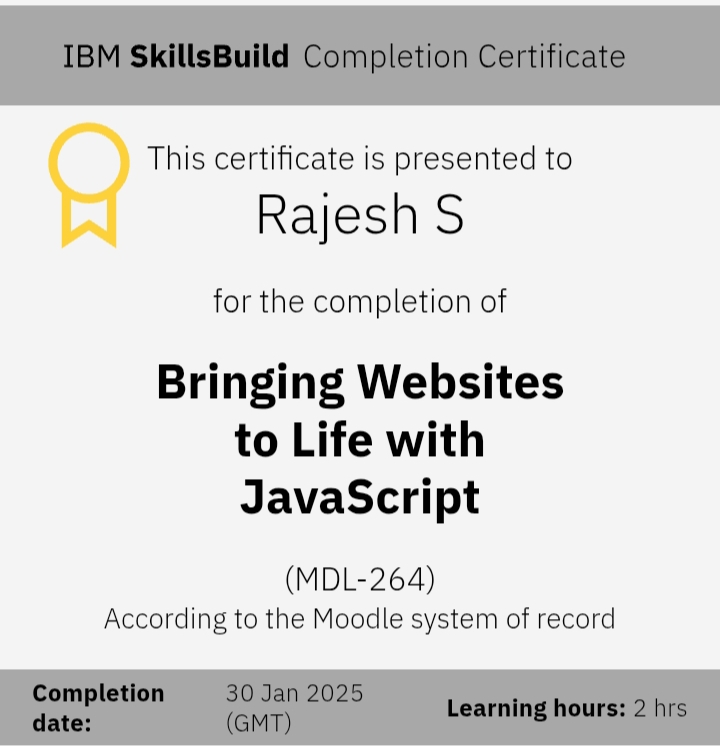 IBM SkillsBuild Completion Certificate
This certificate is presented to
Rajesh S
for the completion of
Bringing Websites
to Life with
JavaScript
(MDL-264)
According to the Moodle system of record
Completion date: 30 Jan 2025 (GMT) Learning hours: 2 hrs